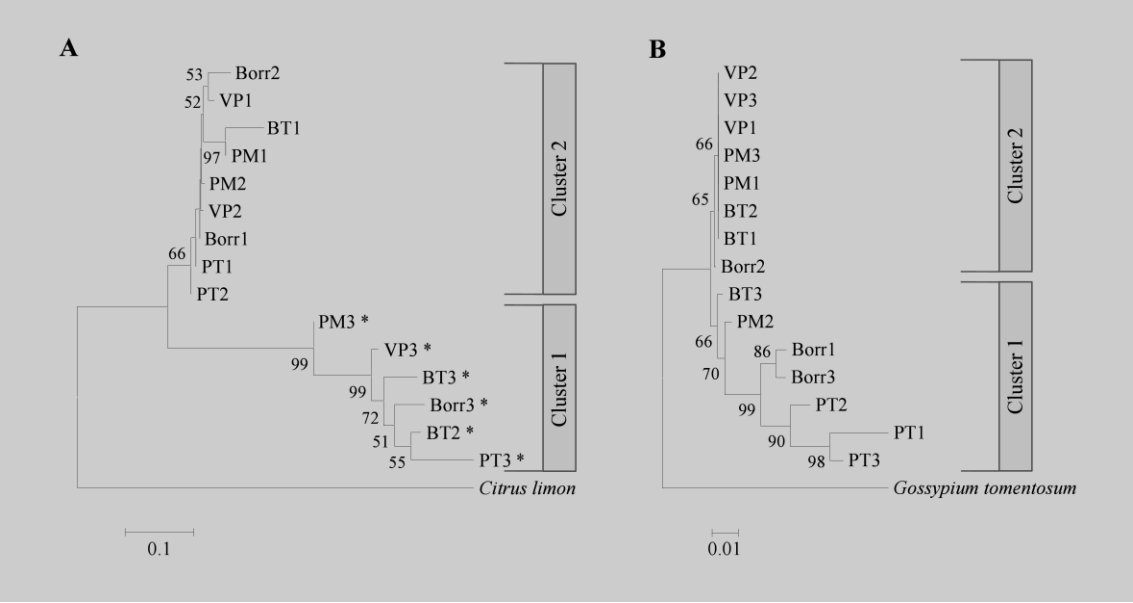 A
53
Borr2
52
VP1
BT1
97
PM1
PM2
VP2
Borr1
66
PT1
PT2
Cluster 2
PM3 *
99
VP3 *
99
BT3 *
72
Borr3 *
51
BT2 *
55
PT3 *
Cluster 1
Citrus limon
0.1
B
VP2
VP3
VP1
66
PM3
PM1
65
BT2
BT1
Borr2
Cluster 2
BT3
PM2
66
86
Borr1
70
Borr3
99
PT2
90
PT1
98
PT3
Cluster 1
Gossypium tomentosum
0.01